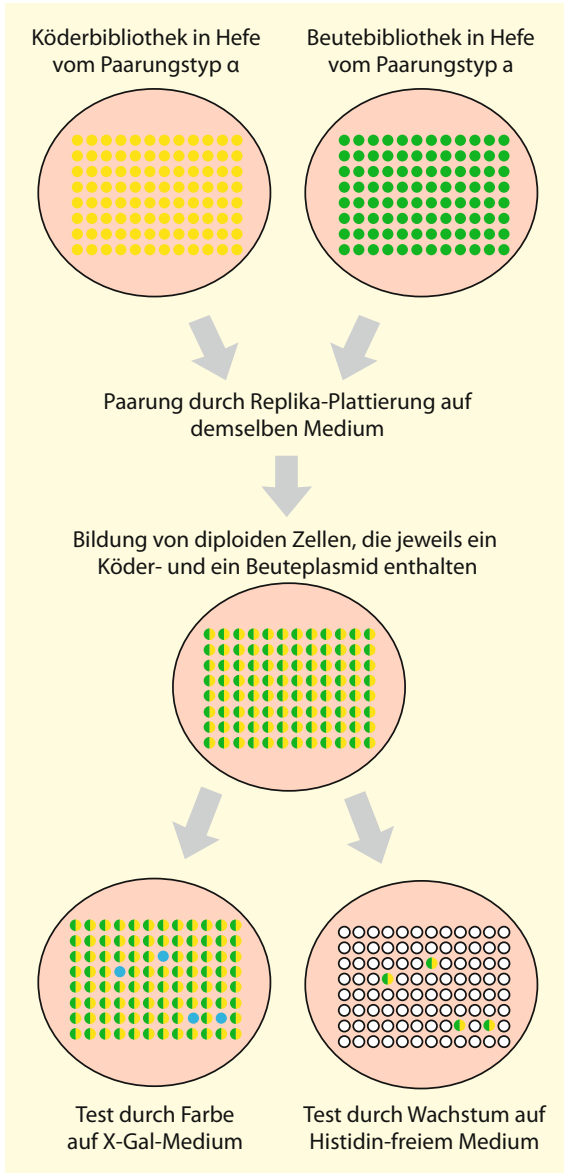 Köderbibliothek in Hefe
vom Paarungstyp α
Beutebibliothek in Hefe
vom Paarungstyp a
Paarung durch Replika-Plattierung auf
demselben Medium
Bildung von diploiden Zellen, die jeweils ein
Köder- und ein Beuteplasmid enthalten
Test durch Farbe
auf X-Gal-Medium
Test durch Wachstum auf
Histidin-freiem Medium